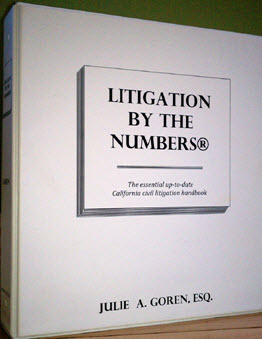 LITIGATION
BY THE
NUMBERS®
The essential up-to-date
California civil litigation handbook
JULIE A. GOREN, ESQ.